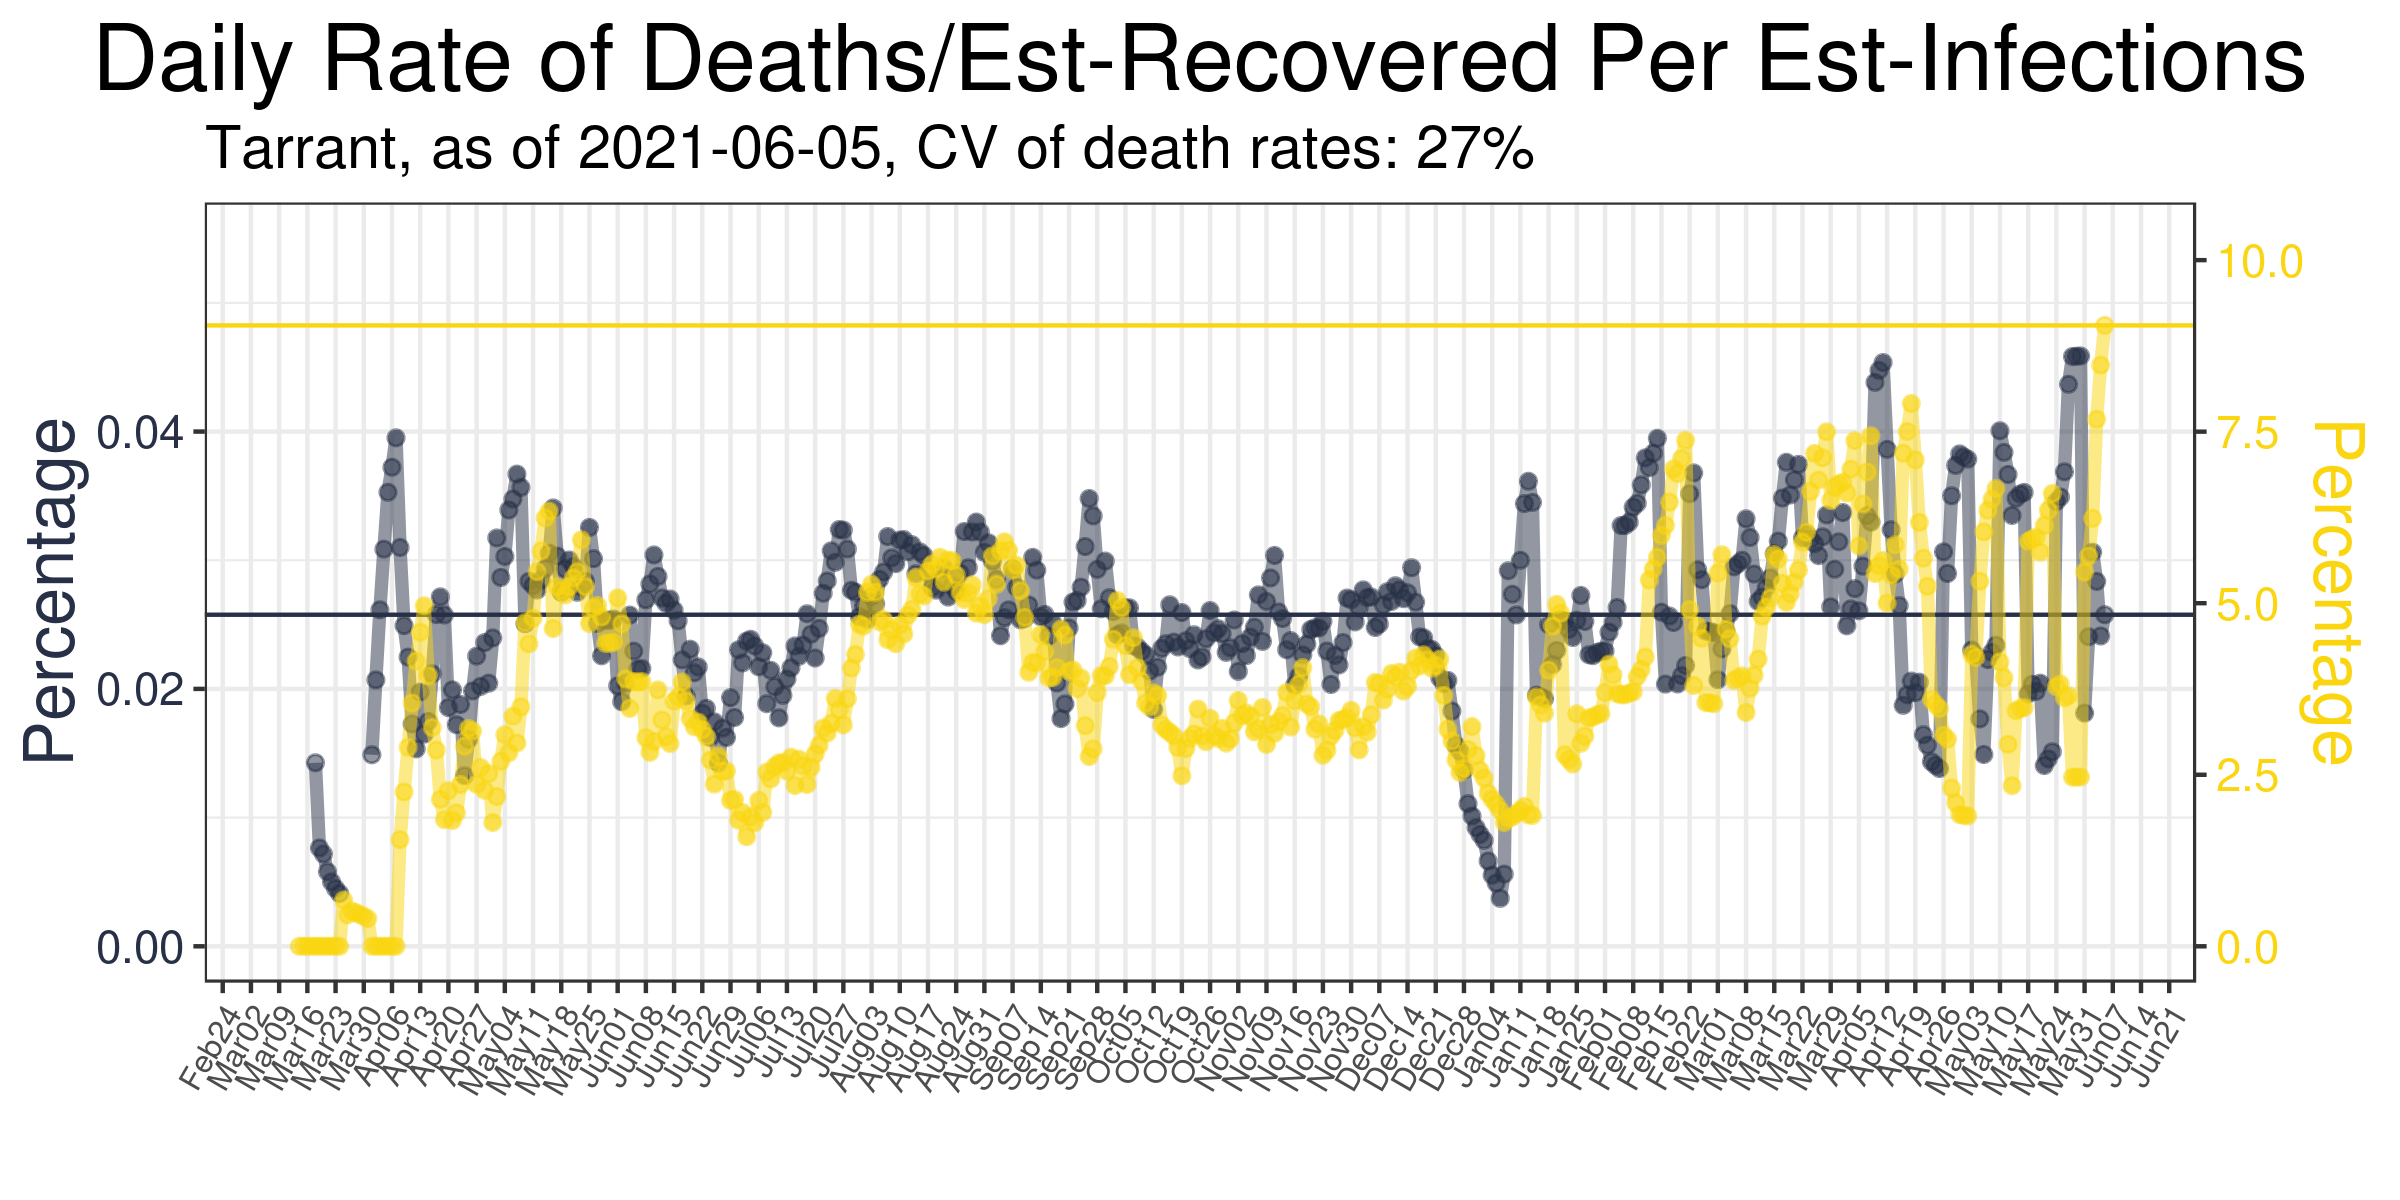 Daily Rate of Deaths/Est-Recovered Per Est-Infections
Tarrant, as of 2021-06-05, CV of death rates: 27%
Percentage
0.04
0.02
0.00
10.0
7.5
5.0
2.5
0.0
Percentage
Feb24 Mar02 Mar09 Mar16 Mar23 Mar30 Apr06 Apr13 Apr20 Apr27 May04 May11 May18 May25 Jun01 Jun08 Jun15 Jun22 Jun29 Jul06 Jul13 Jul20 Jul27 Aug03 Aug10 Aug17 Aug24 Aug31 Sep07 Sep14 Sep21 Sep28 Oct05 Oct12 Oct19 Oct26 Nov02 Nov09 Nov16 Nov23 Nov30 Dec07 Dec14 Dec21 Dec28 Jan04 Jan11 Jan18 Jan25 Feb01 Feb08 Feb15 Feb22 Mar01 Mar08 Mar15 Mar22 Mar29 Apr05 Apr12 Apr19 Apr26 May03 May10 May17 May24 May31 Jun07 Jun14 Jun21